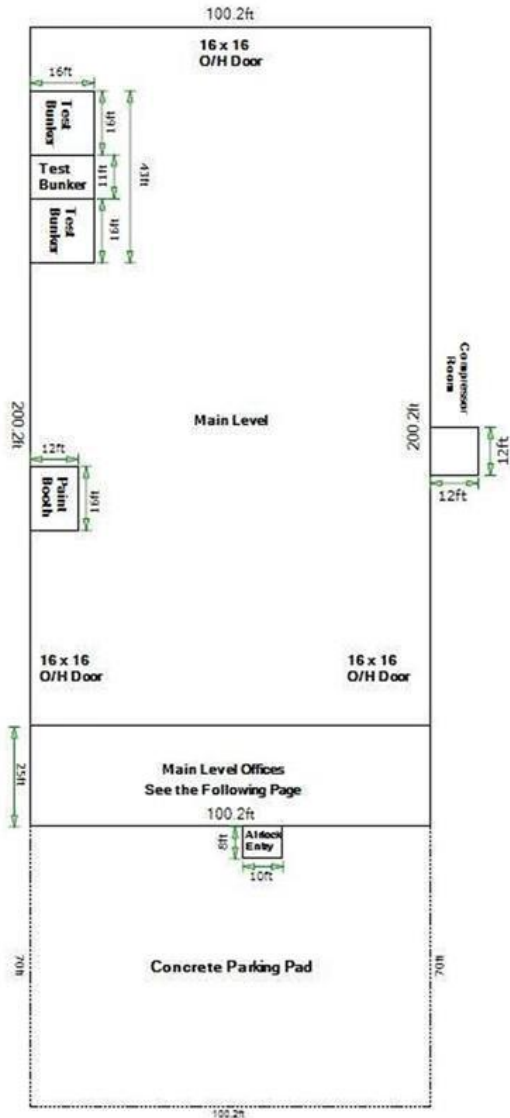 100.2ft
16 x 16
O/H Door
16ft
Test
Bunker
16ft
Test
Bunker
11ft
43ft
Test
Bunker
16ft
Compressor
Room
200.2ft
Main Level
200.2ft
12ft
12ft
12ft
Paint
Booth
16ft
16 x 16
O/H Door
16 x 16
O/H Door
25ft
Main Level Offices
See the Following Page
100.2ft
8ft
Airlock
Entry
10ft
70ft
Concrete Parking Pad
70ft
100.2ft